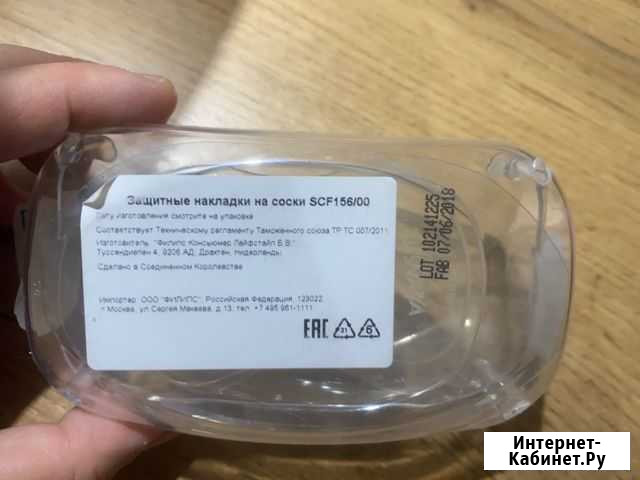 Защитные накладки на соски SCF156/00
Дату изготовления смотрите на упаковке
Соответствует Техническому регламенту Таможенного союза ТР ТС 007/2011
Изготовитель: "Филипс Консьюмер Лайфстайл Б.В.",
Туссендиепен 4, 9206 АД, Драхтен, Нидерланды
Сделано в Соединенном Королевстве
Импортер: ООО "ФИЛИПС", Российская Федерация, 123022
г.Москва, ул. Сергея Макеева, д.13; тел. +7 495 961-1111
EAC 21 6
LOT 102141225
FAB 07/06/2018
Интернет-
Кабинет.Ру